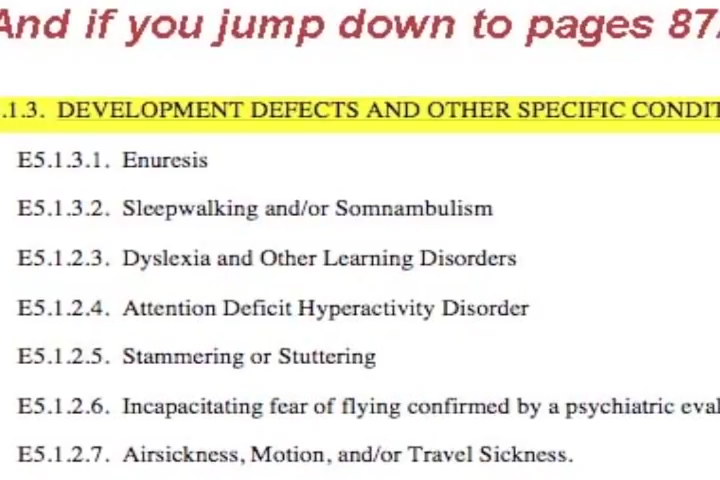 And if you jump down to pages 87
.1.3. DEVELOPMENT DEFECTS AND OTHER SPECIFIC
E5.1.3.1. Enuresis
E5.1.3.2. Sleepwalking and/or Somnambulism
E5.1.2.3. Dyslexia and Other Learning Disorders
E5.1.2.4. Attention Deficit Hyperactivity Disorder
E5.1.2.5. Stammering or Stuttering
E5.1.2.6. Incapacitating fear of flying confirmed by a psychiatric
E5.1.2.7. Airsickness, Motion, and/or Travel Sickness.